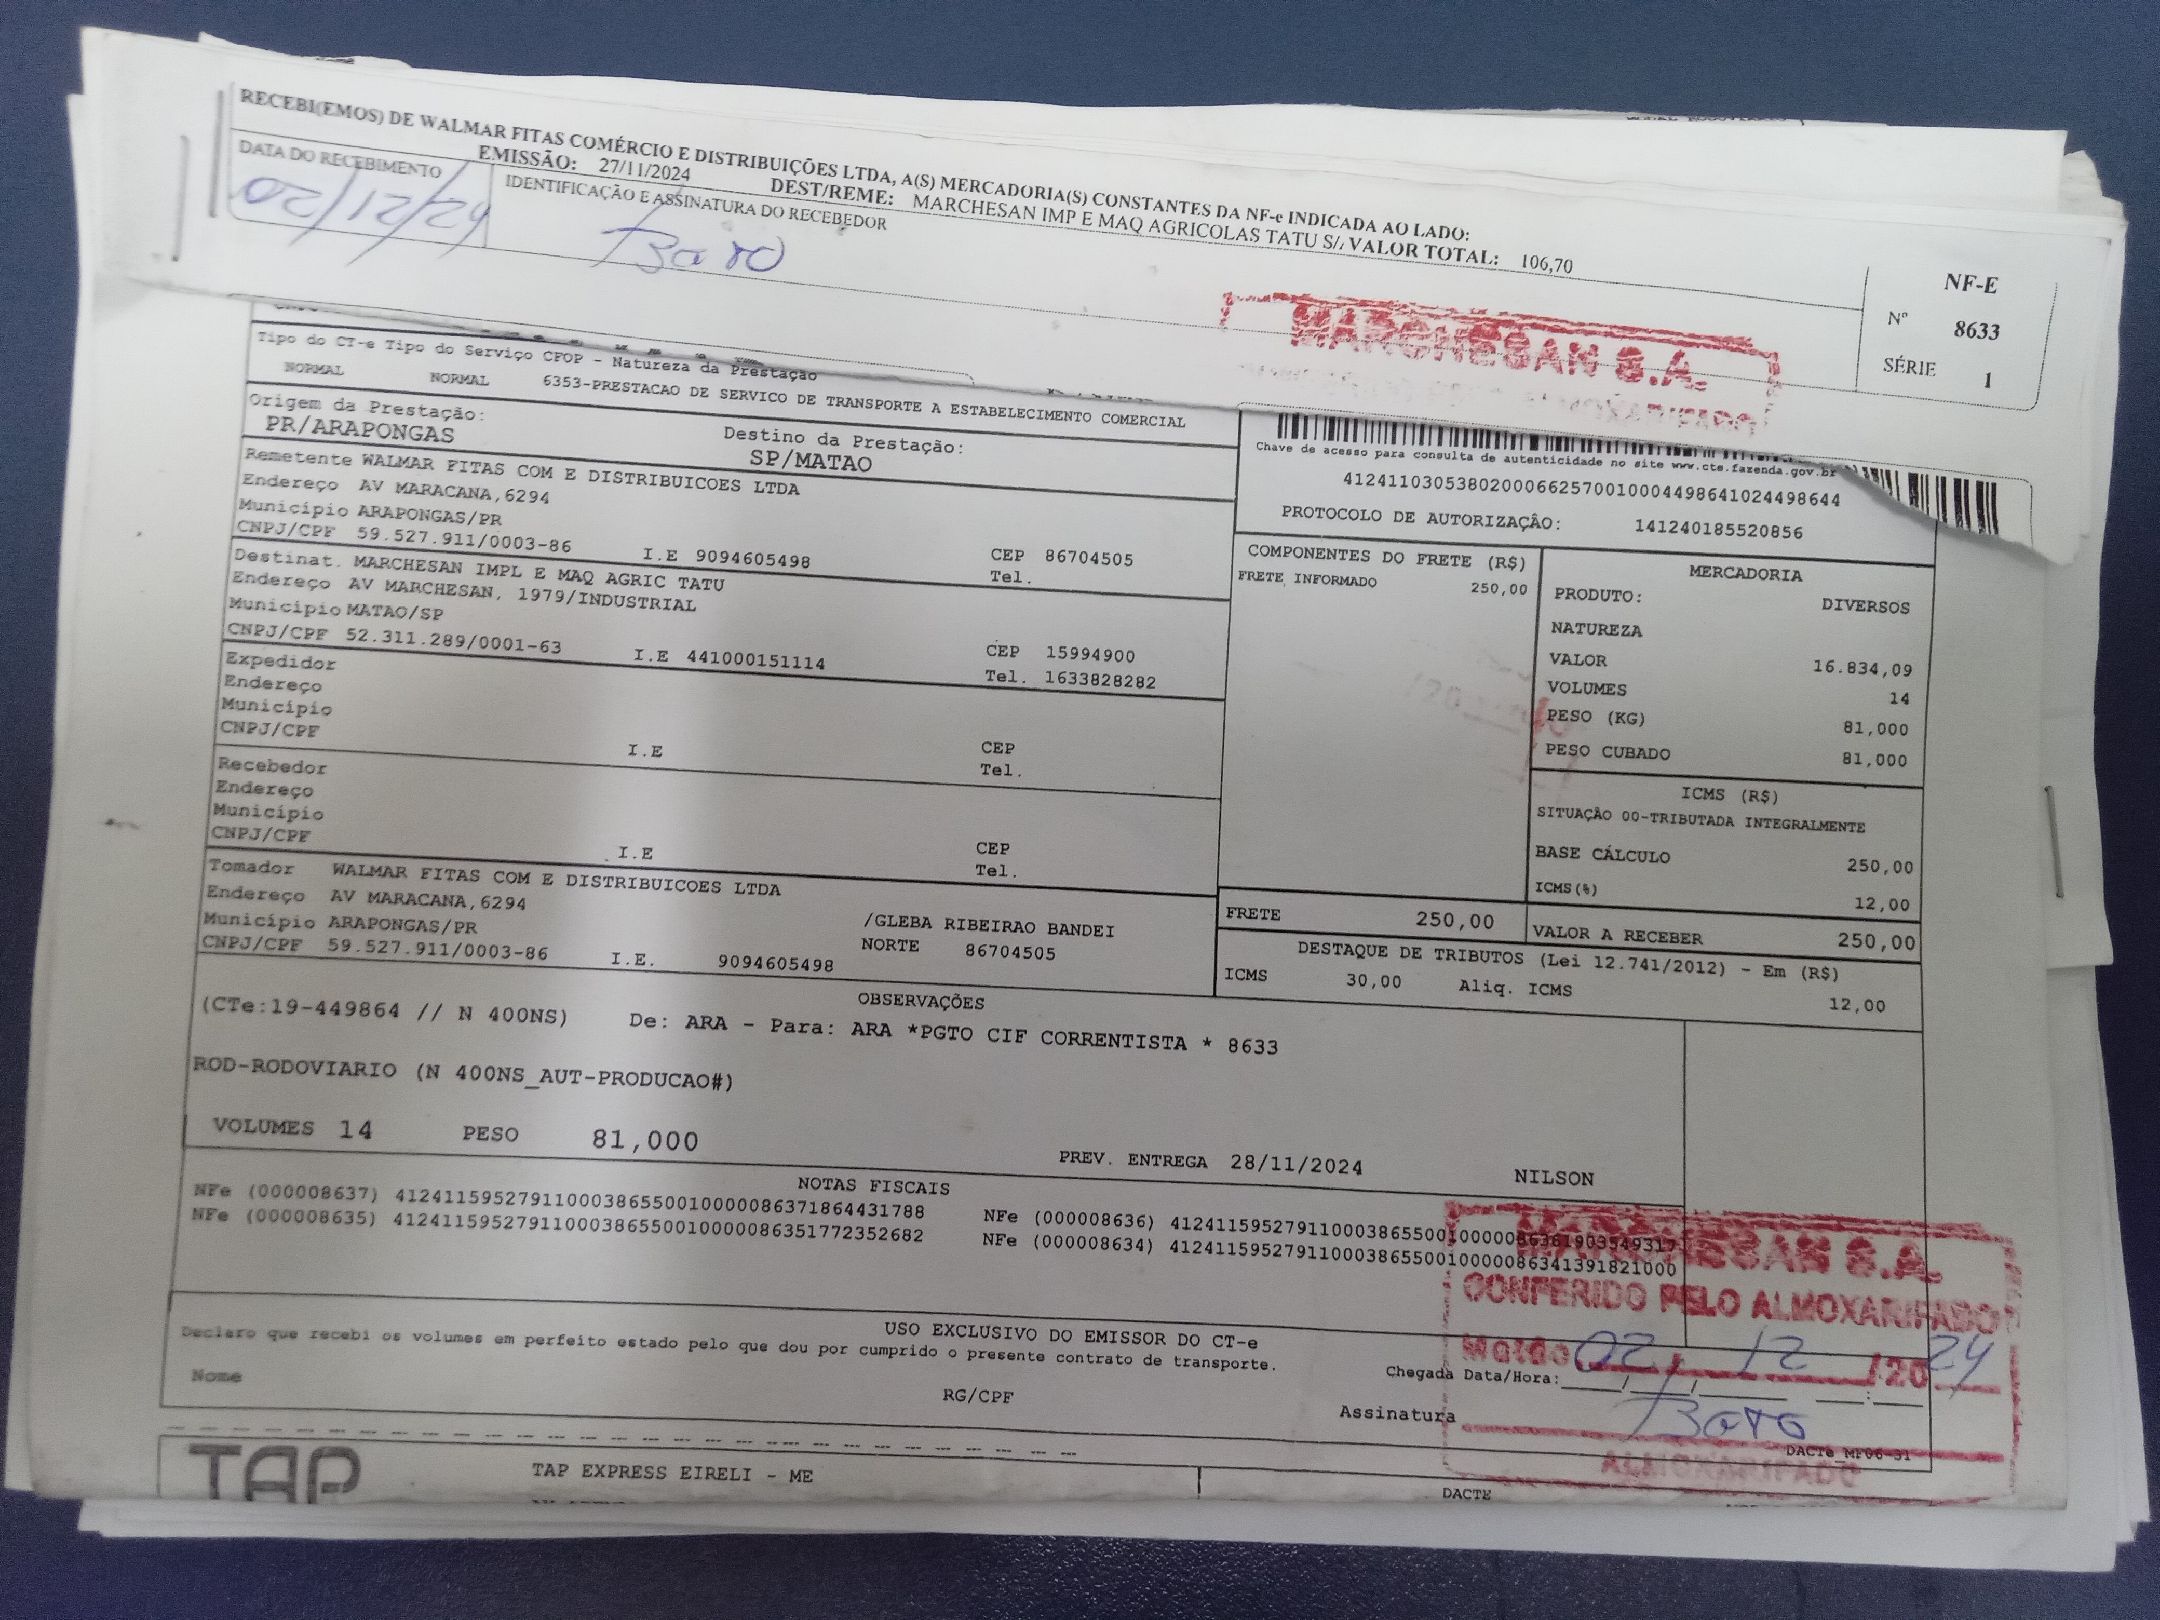 RECEBI(EMOS) DE WALMAR FITAS COMÉRCIO E DISTRIBUIÇÕES LTDA, A(S) MERCADORIA(S) CONSTANTES DA NF-e INDICADA AO LADO:
EMISSÃO: 27/11/2024 DEST/REME: MARCHESAN IMP E MAQ AGRICOLAS TATU S/ VALOR TOTAL: 106,70
DATA DO RECEBIMENTO
02/12/24
IDENTIFICAÇÃO E ASSINATURA DO RECEBEDOR
NF-E
Nº 8633
SÉRIE 1
MARCHESAN S.A.
Tipo do CT-e Tipo do Serviço CFOP - Natureza da Prestação
NORMAL NORMAL 6353-PRESTACAO DE SERVICO DE TRANSPORTE A ESTABELECIMENTO COMERCIAL
Origem da Prestação: Destino da Prestação:
PR/ARAPONGAS SP/MATAO
Remetente WALMAR FITAS COM E DISTRIBUICOES LTDA
Endereço AV MARACANA,6294
Município ARAPONGAS/PR
CNPJ/CPF 59.527.911/0003-86 I.E 9094605498 CEP 86704505
Tel.
Destinat. MARCHESAN IMPL E MAQ AGRIC TATU
Endereço AV MARCHESAN, 1979/INDUSTRIAL
Município MATAO/SP
CNPJ/CPF 52.311.289/0001-63 I.E 441000151114 CEP 15994900
Tel. 1633828282
Expedidor
Endereço
Município
CNPJ/CPF I.E CEP
Tel.
Recebedor
Endereço
Município
CNPJ/CPF I.E CEP
Tel.
Tomador WALMAR FITAS COM E DISTRIBUICOES LTDA
Endereço AV MARACANA,6294
Município ARAPONGAS/PR /GLEBA RIBEIRAO BANDEI
CNPJ/CPF 59.527.911/0003-86 I.E. 9094605498 NORTE 86704505
Chave de acesso para consulta de autenticidade no site www.cte.fazenda.gov.br
41241103053802000662570010004498641024498644
PROTOCOLO DE AUTORIZAÇÂO: 141240185520856
COMPONENTES DO FRETE (R$)
FRETE INFORMADO 250,00
MERCADORIA
PRODUTO: DIVERSOS
NATUREZA
VALOR 16.834,09
VOLUMES 14
PESO (KG) 81,000
PESO CUBADO 81,000
ICMS (R$)
SITUAÇÂO 00-TRIBUTADA INTEGRALMENTE
BASE CÁLCULO 250,00
ICMS(%) 12,00
FRETE 250,00 VALOR A RECEBER 250,00
DESTAQUE DE TRIBUTOS (Lei 12.741/2012) - Em (R$)
ICMS 30,00 Aliq. ICMS 12,00
OBSERVAÇÕES
(CTe:19-449864 // N 400NS) De: ARA - Para: ARA *PGTO CIF CORRENTISTA * 8633
ROD-RODOVIARIO (N 400NS_AUT-PRODUCAO#)
VOLUMES 14 PESO 81,000 PREV. ENTREGA 28/11/2024 NILSON
NOTAS FISCAIS
NFe (000008637) 41241159527911000386550010000086371864431788 NFe (000008636) 41241159527911000386550010000086361903549317
NFe (000008635) 41241159527911000386550010000086351772352682 NFe (000008634) 41241159527911000386550010000086341391821000
MARCHESAN S.A.
CONFERIDO PELO ALMOXARIFADO
Matão, 02 / 12 /2024
ALMOXARIFADO
USO EXCLUSIVO DO EMISSOR DO CT-e
Declaro que recebi os volumes em perfeito estado pelo que dou por cumprido o presente contrato de transporte.
Chegada Data/Hora:
Nome RG/CPF Assinatura
DACTe_MF06-31
TAP TAP EXPRESS EIRELI - ME DACTE